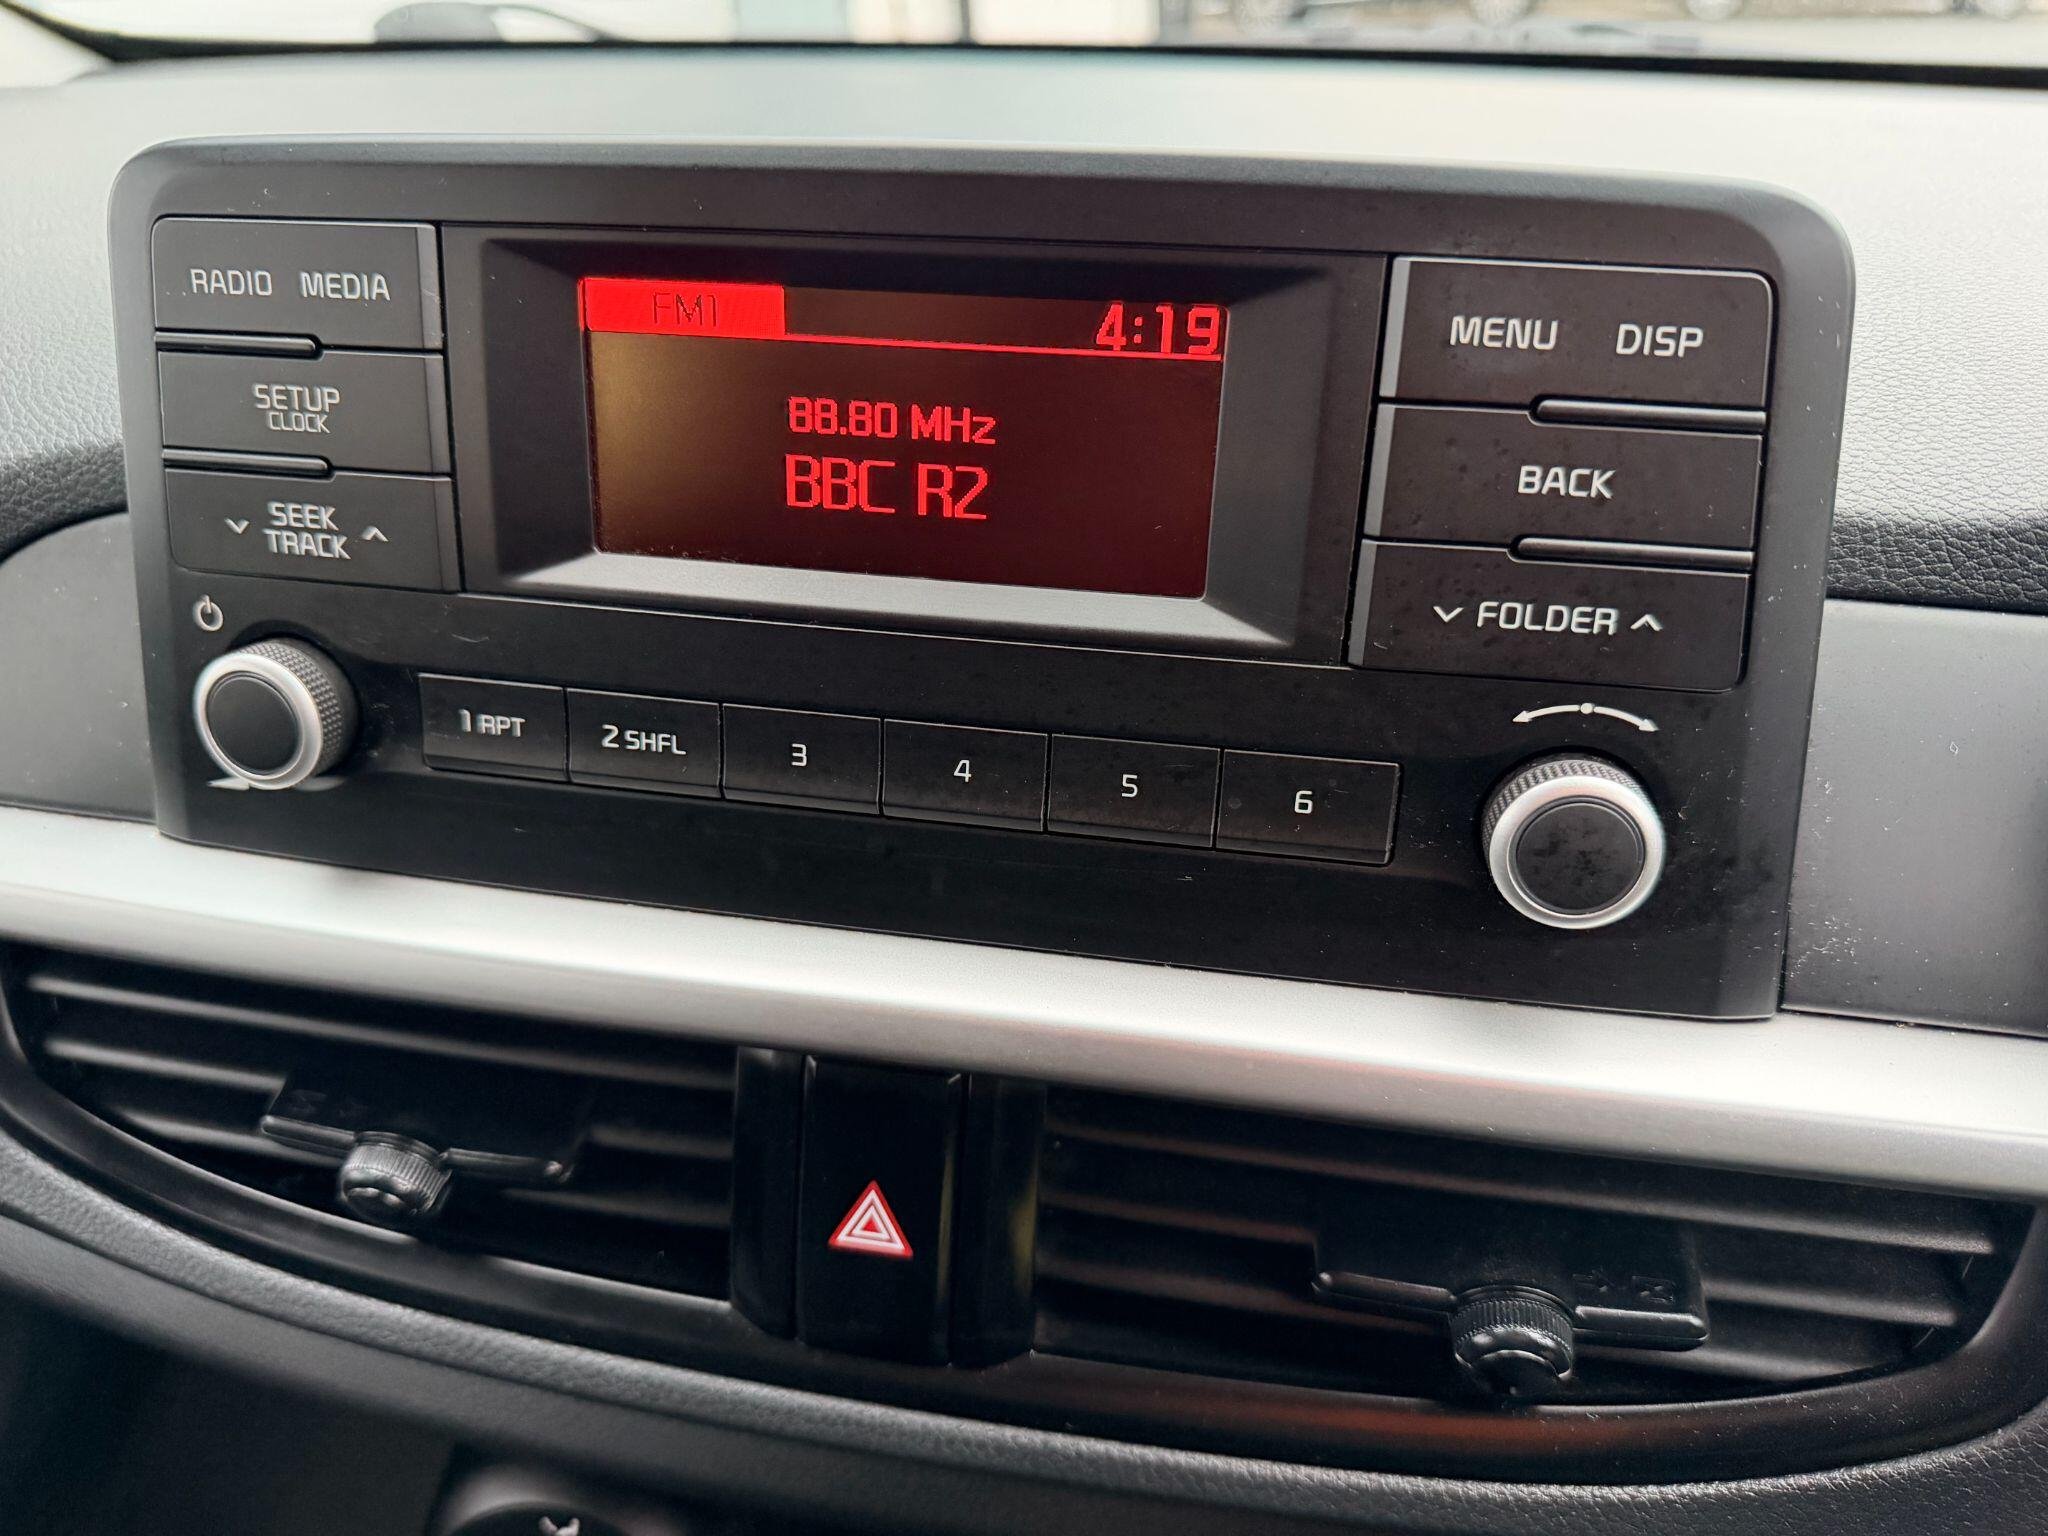 RADIO MEDIA
SETUP
CLOCK
SEEK
TRACK
FM1 4:19
88.80 MHz
BBC R2
MENU DISP
BACK
FOLDER
1 RPT 2 SHFL 3 4 5 6